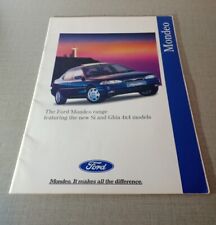 Mondeo
The Ford Mondeo range
featuring the new Si and Ghia 4x4 models
Ford
Mondeo. It makes all the difference.